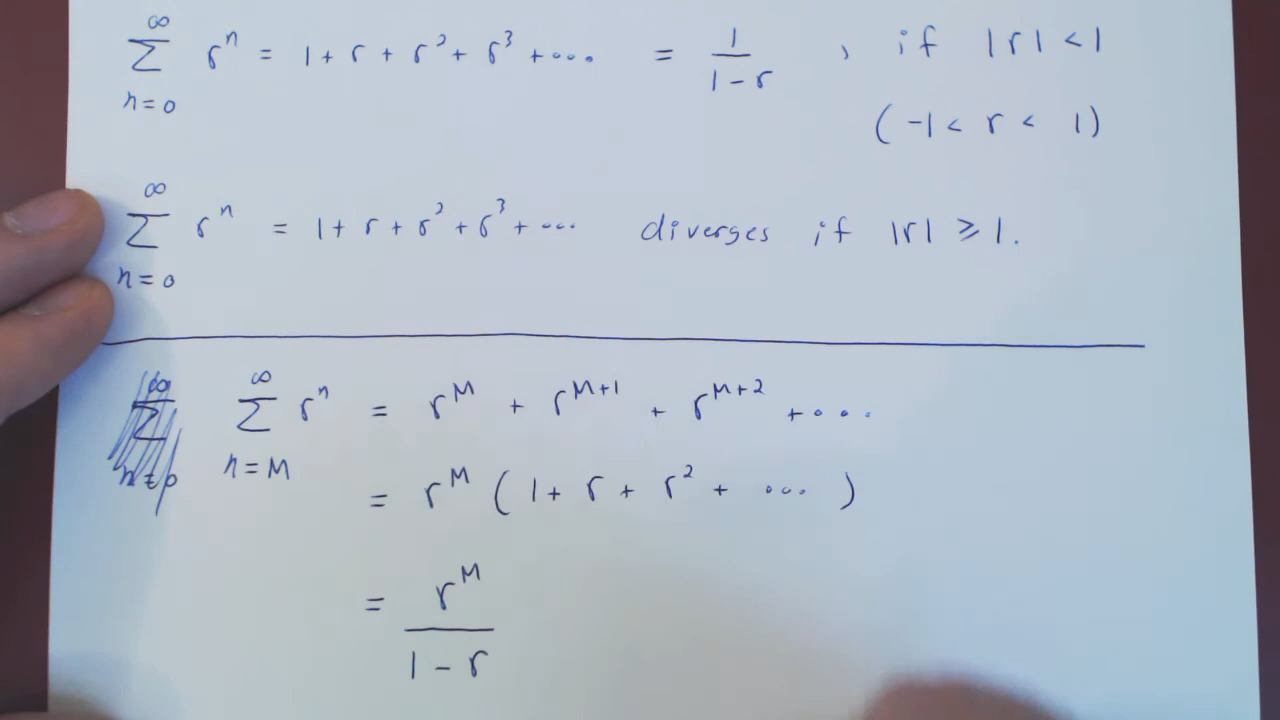 ∞
∑ rⁿ = 1 + r + r² + r³ + ... = 1/(1 - r) , if |r| < 1
n = 0
(-1 < r < 1)
∞
∑ rⁿ = 1 + r + r² + r³ + ... diverges if |r| ≥ 1.
n = 0
∞
∑ rⁿ = r^M + r^(M+1) + r^(M+2) + ...
n = M
= r^M (1 + r + r² + ...)
= r^M/(1 - r)